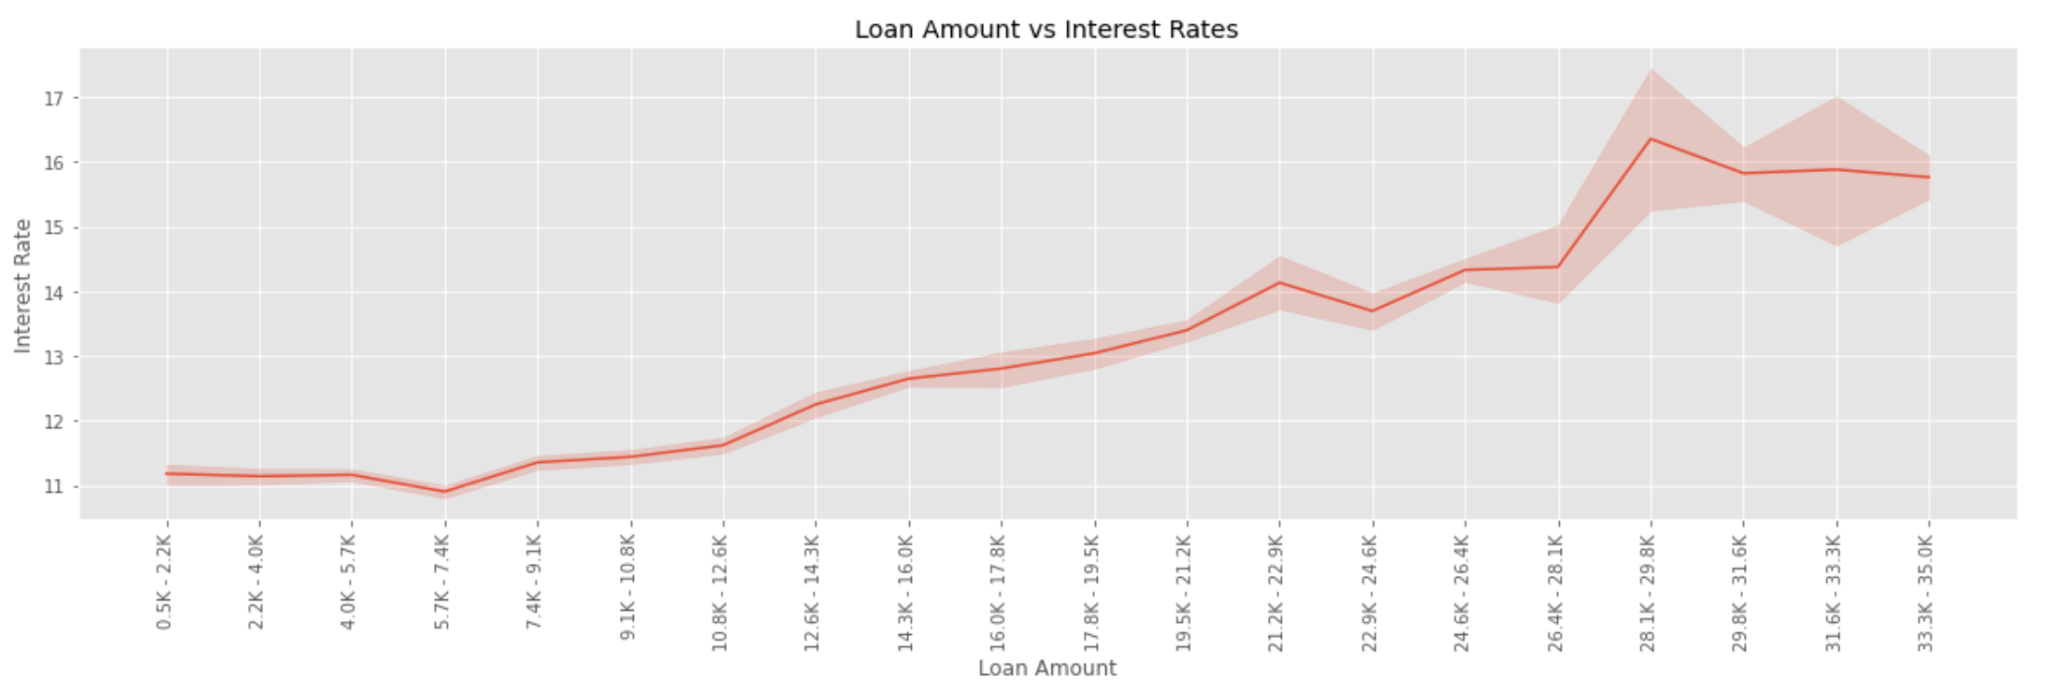 Loan Amount vs Interest Rates
17
16
15
14
13
12
11
Interest Rate
0.5K - 2.2K
2.2K - 4.0K
4.0K - 5.7K
5.7K - 7.4K
7.4K - 9.1K
9.1K - 10.8K
10.8K - 12.6K
12.6K - 14.3K
14.3K - 16.0K
16.0K - 17.8K
17.8K - 19.5K
19.5K - 21.2K
21.2K - 22.9K
22.9K - 24.6K
24.6K - 26.4K
26.4K - 28.1K
28.1K - 29.8K
29.8K - 31.6K
31.6K - 33.3K
33.3K - 35.0K
Loan Amount